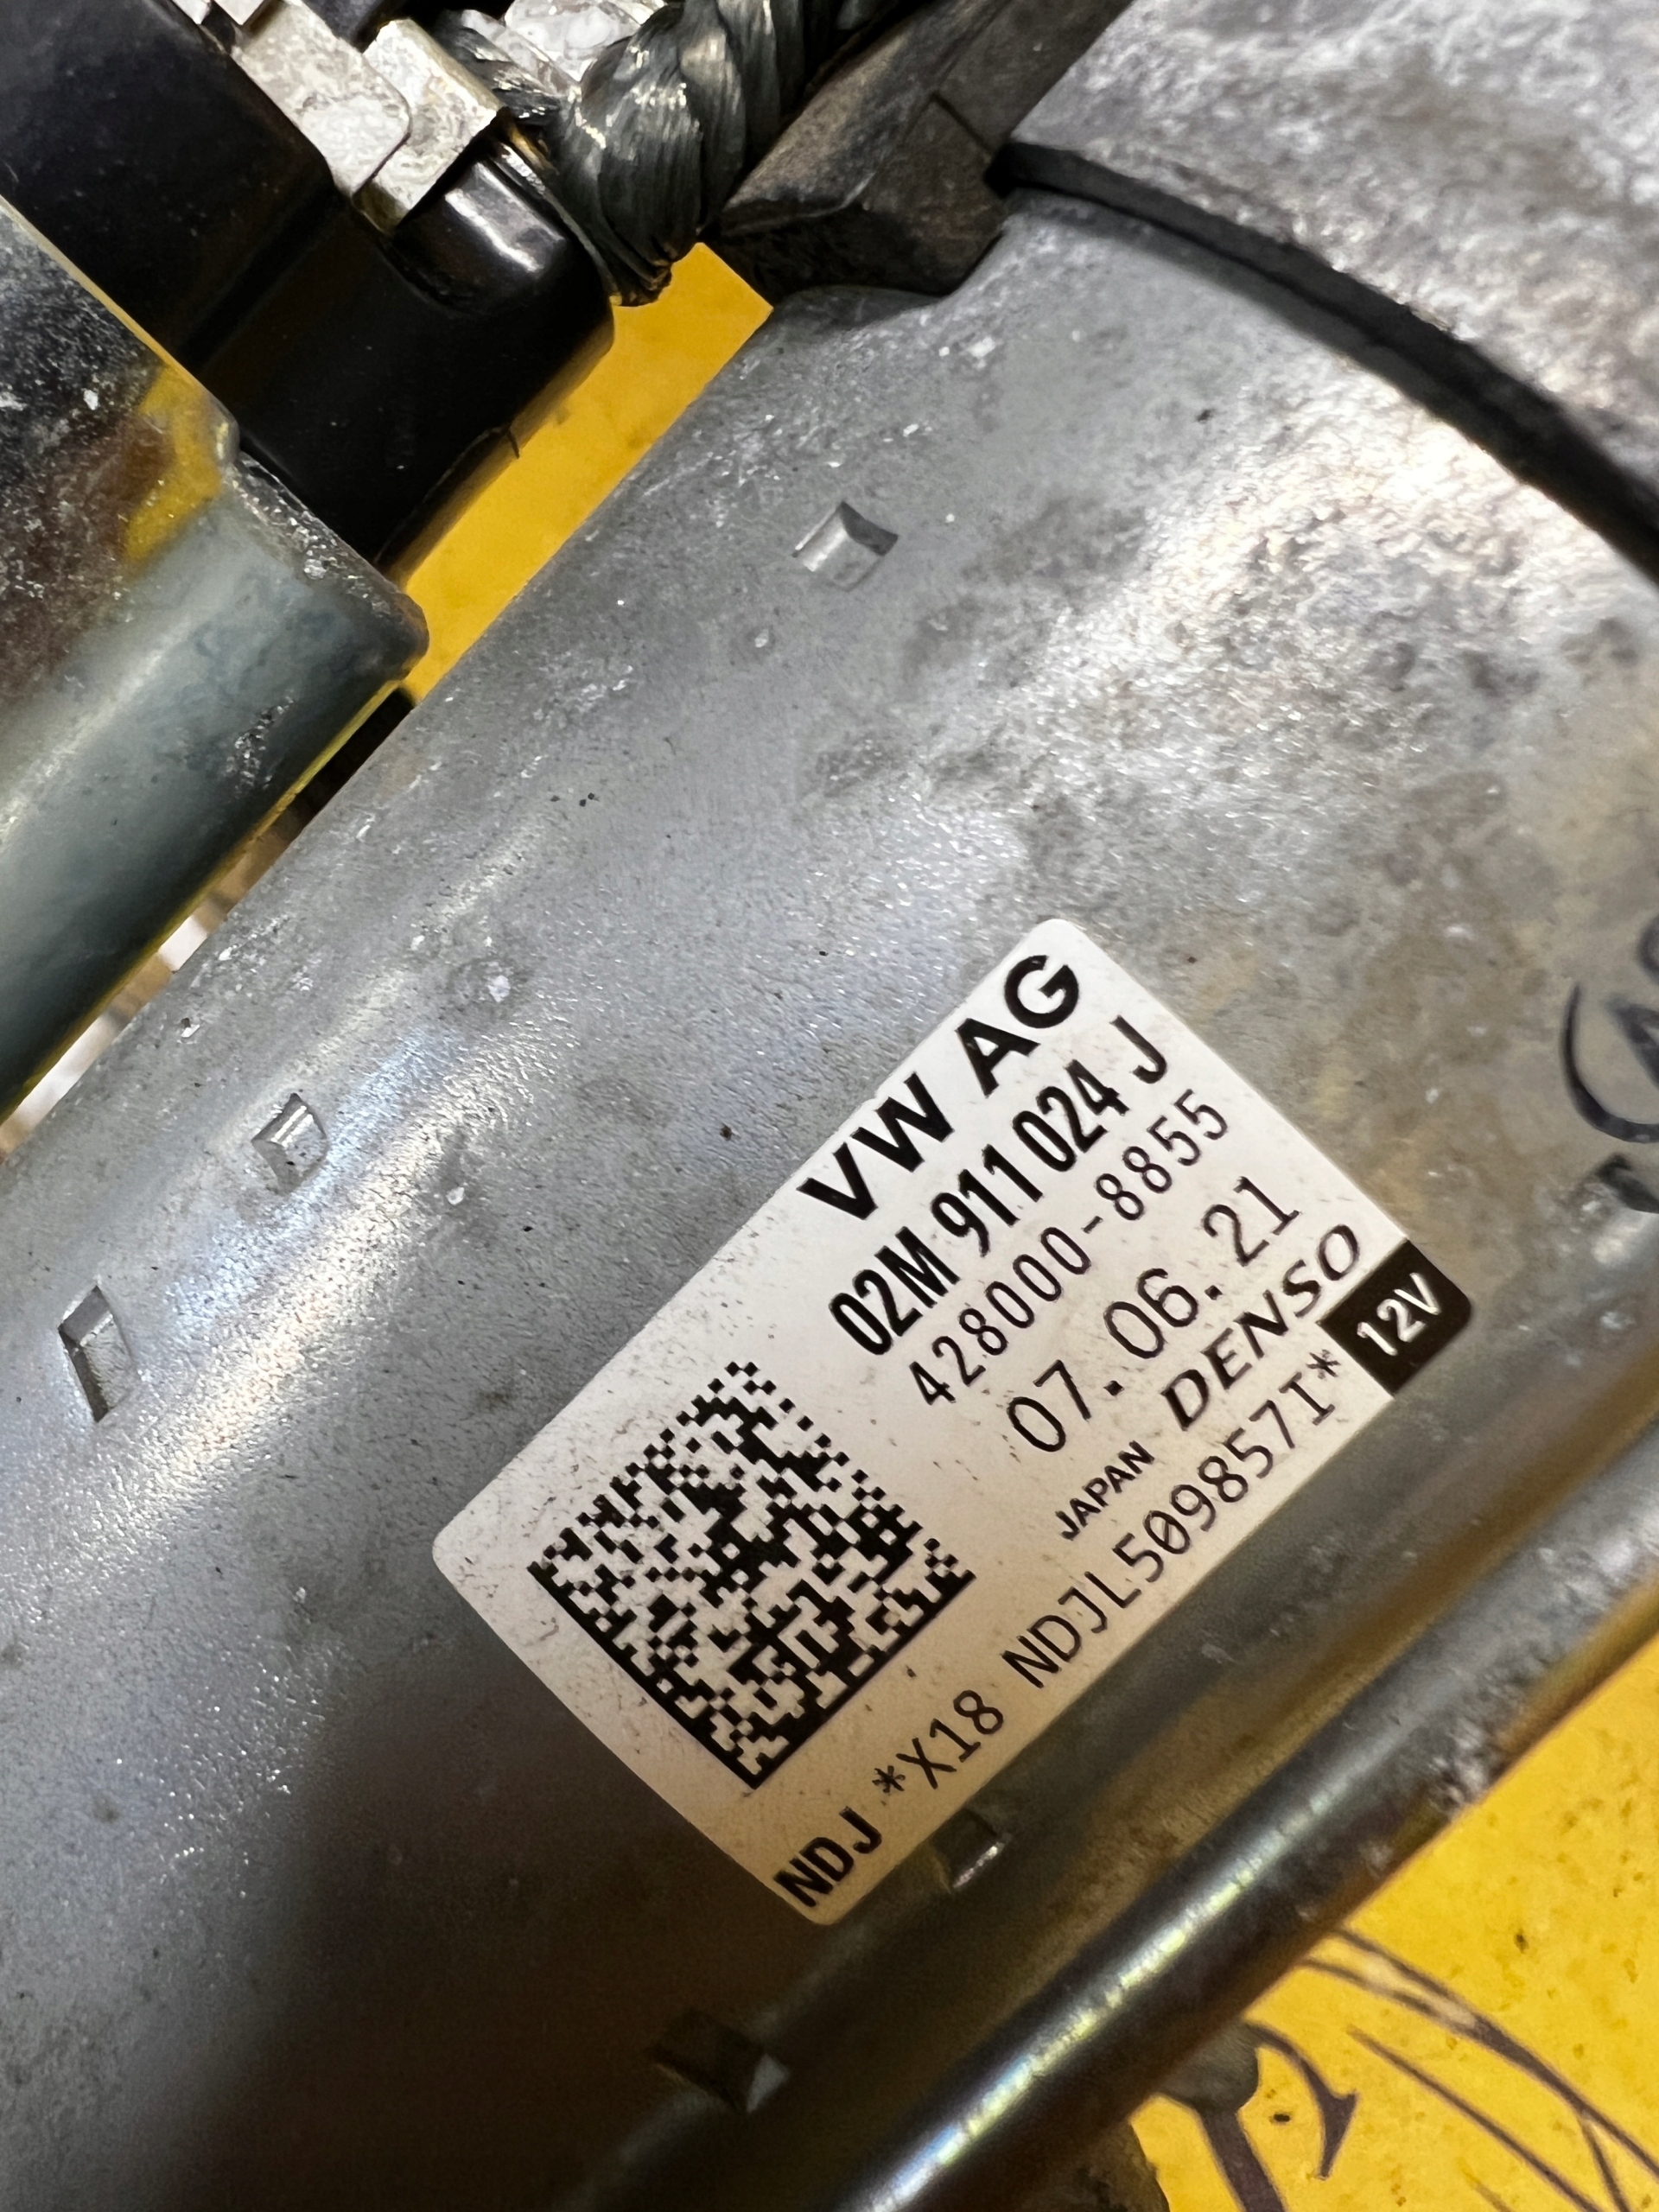 VW AG
02M 911 024 J
428000-8855
07.06.21
JAPAN DENSO
12V
NDJ *X18 NDJL509857I*